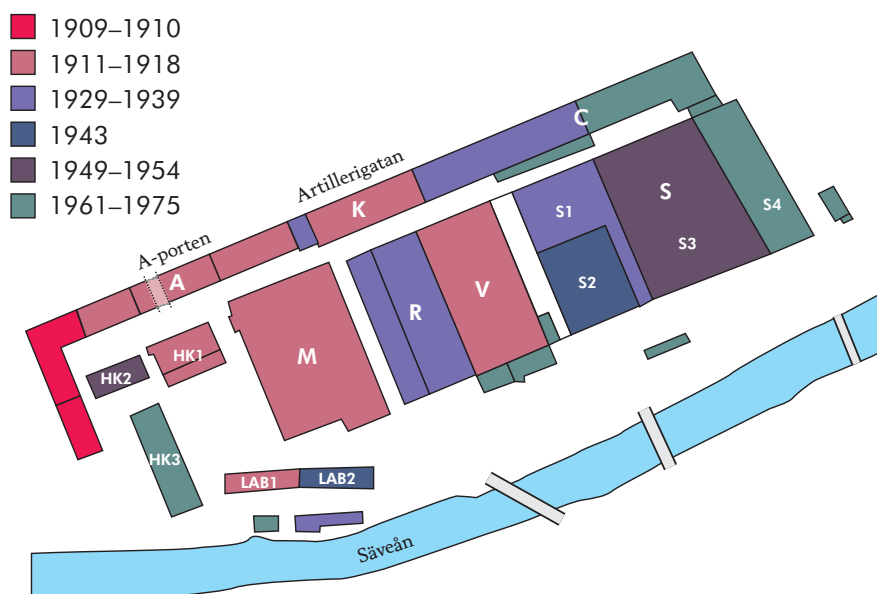 1909–1910
1911–1918
1929–1939
1943
1949–1954
1961–1975
Artillerigatan
A-porten
C
K
A
S
S1
S2
S3
S4
V
R
M
HK1
HK2
HK3
LAB1
LAB2
Säveån